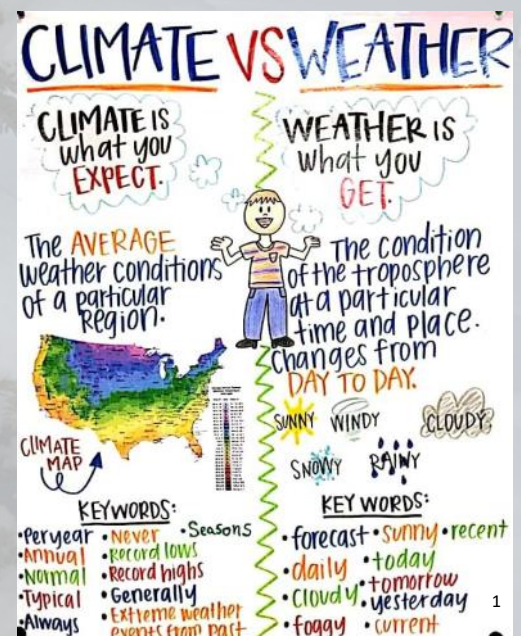 CLIMATE VS WEATHER
CLIMATE IS
what you
EXPECT.
The AVERAGE
weather conditions
of a particular
Region.
CLIMATE
MAP
KEYWORDS:
•Per year
•Annual
•Normal
•Typical
•Always
•Never
•Record lows
•Record highs
•Generally
•Extreme weather
events from past
•Seasons
WEATHER IS
what you
GET.
The condition
of the troposphere
at a particular
time and place.
Changes from
DAY TO DAY.
SUNNY WINDY CLOUDY
SNOWY RAINY
KEY WORDS:
•forecast •sunny •recent
•daily •today
•cloudy •tomorrow
•yesterday
•foggy •current
1